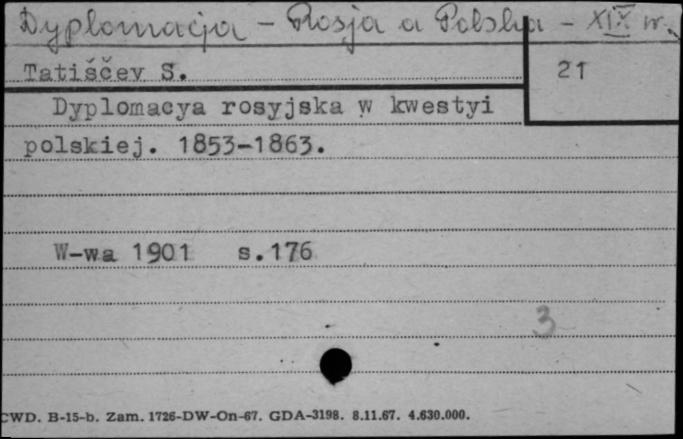 Dyplomacja - Rosja a Polska - XIX w.
Tatiščev S.
21
Dyplomacya rosyjska w kwestyi
polskiej. 1853-1863.
W-wa 1901 s.176
3
CWD. B-15-b. Zam. 1726-DW-On-67. GDA-3198. 8.11.67. 4.630.000.